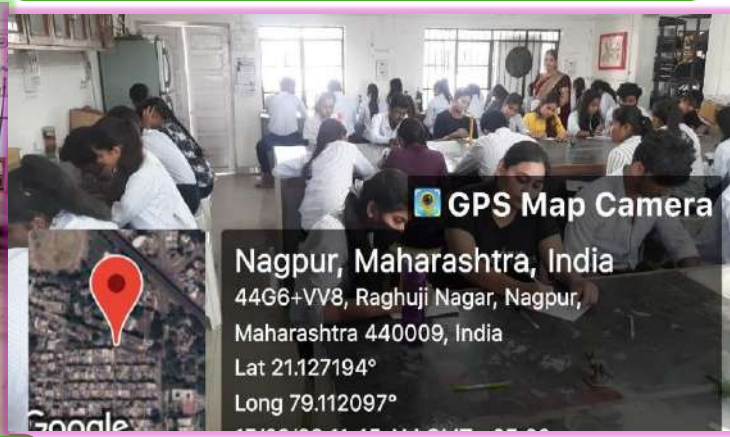 GPS Map Camera
Nagpur, Maharashtra, India
44G6+VV8, Raghuji Nagar, Nagpur,
Maharashtra 440009, India
Lat 21.127194°
Long 79.112097°
Google